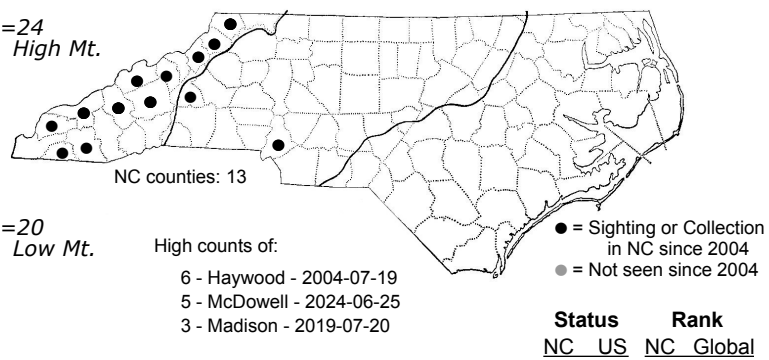 =24
High Mt.
NC counties: 13
=20
Low Mt.
High counts of:
6 - Haywood - 2004-07-19
5 - McDowell - 2024-06-25
3 - Madison - 2019-07-20
● = Sighting or Collection
in NC since 2004
● = Not seen since 2004
Status Rank
NC US NC Global